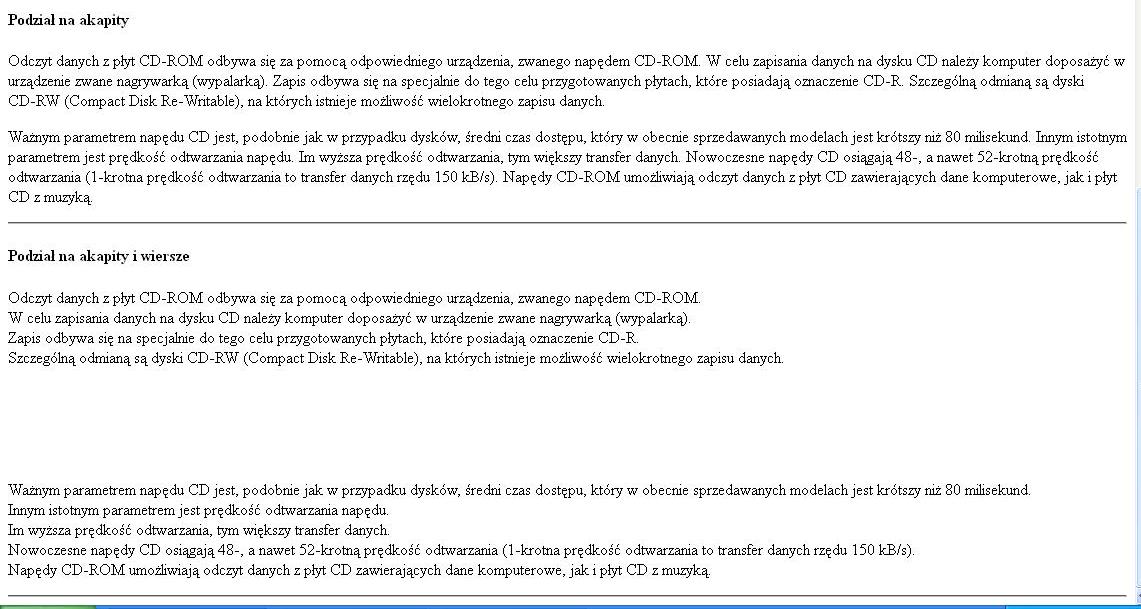 Podział na akapity
Odczyt danych z płyt CD-ROM odbywa się za pomocą odpowiedniego urządzenia, zwanego napędem CD-ROM. W celu zapisania danych na dysku CD należy komputer doposażyć w
urządzenie zwane nagrywarką (wypalarką). Zapis odbywa się na specjalnie do tego celu przygotowanych płytach, które posiadają oznaczenie CD-R. Szczególną odmianą są dyski
CD-RW (Compact Disk Re-Writable), na których istnieje możliwość wielokrotnego zapisu danych.
Ważnym parametrem napędu CD jest, podobnie jak w przypadku dysków, średni czas dostępu, który w obecnie sprzedawanych modelach jest krótszy niż 80 milisekund. Innym istotnym
parametrem jest prędkość odtwarzania napędu. Im wyższa prędkość odtwarzania, tym większy transfer danych. Nowoczesne napędy CD osiągają 48-, a nawet 52-krotną prędkość
odtwarzania (1-krotna prędkość odtwarzania to transfer danych rzędu 150 kB/s). Napędy CD-ROM umożliwiają odczyt danych z płyt CD zawierających dane komputerowe, jak i płyt
CD z muzyką.
Podział na akapity i wiersze
Odczyt danych z płyt CD-ROM odbywa się za pomocą odpowiedniego urządzenia, zwanego napędem CD-ROM.
W celu zapisania danych na dysku CD należy komputer doposażyć w urządzenie zwane nagrywarką (wypalarką).
Zapis odbywa się na specjalnie do tego celu przygotowanych płytach, które posiadają oznaczenie CD-R.
Szczególną odmianą są dyski CD-RW (Compact Disk Re-Writable), na których istnieje możliwość wielokrotnego zapisu danych.
Ważnym parametrem napędu CD jest, podobnie jak w przypadku dysków, średni czas dostępu, który w obecnie sprzedawanych modelach jest krótszy niż 80 milisekund.
Innym istotnym parametrem jest prędkość odtwarzania napędu.
Im wyższa prędkość odtwarzania, tym większy transfer danych.
Nowoczesne napędy CD osiągają 48-, a nawet 52-krotną prędkość odtwarzania (1-krotna prędkość odtwarzania to transfer danych rzędu 150 kB/s).
Napędy CD-ROM umożliwiają odczyt danych z płyt CD zawierających dane komputerowe, jak i płyt CD z muzyką.